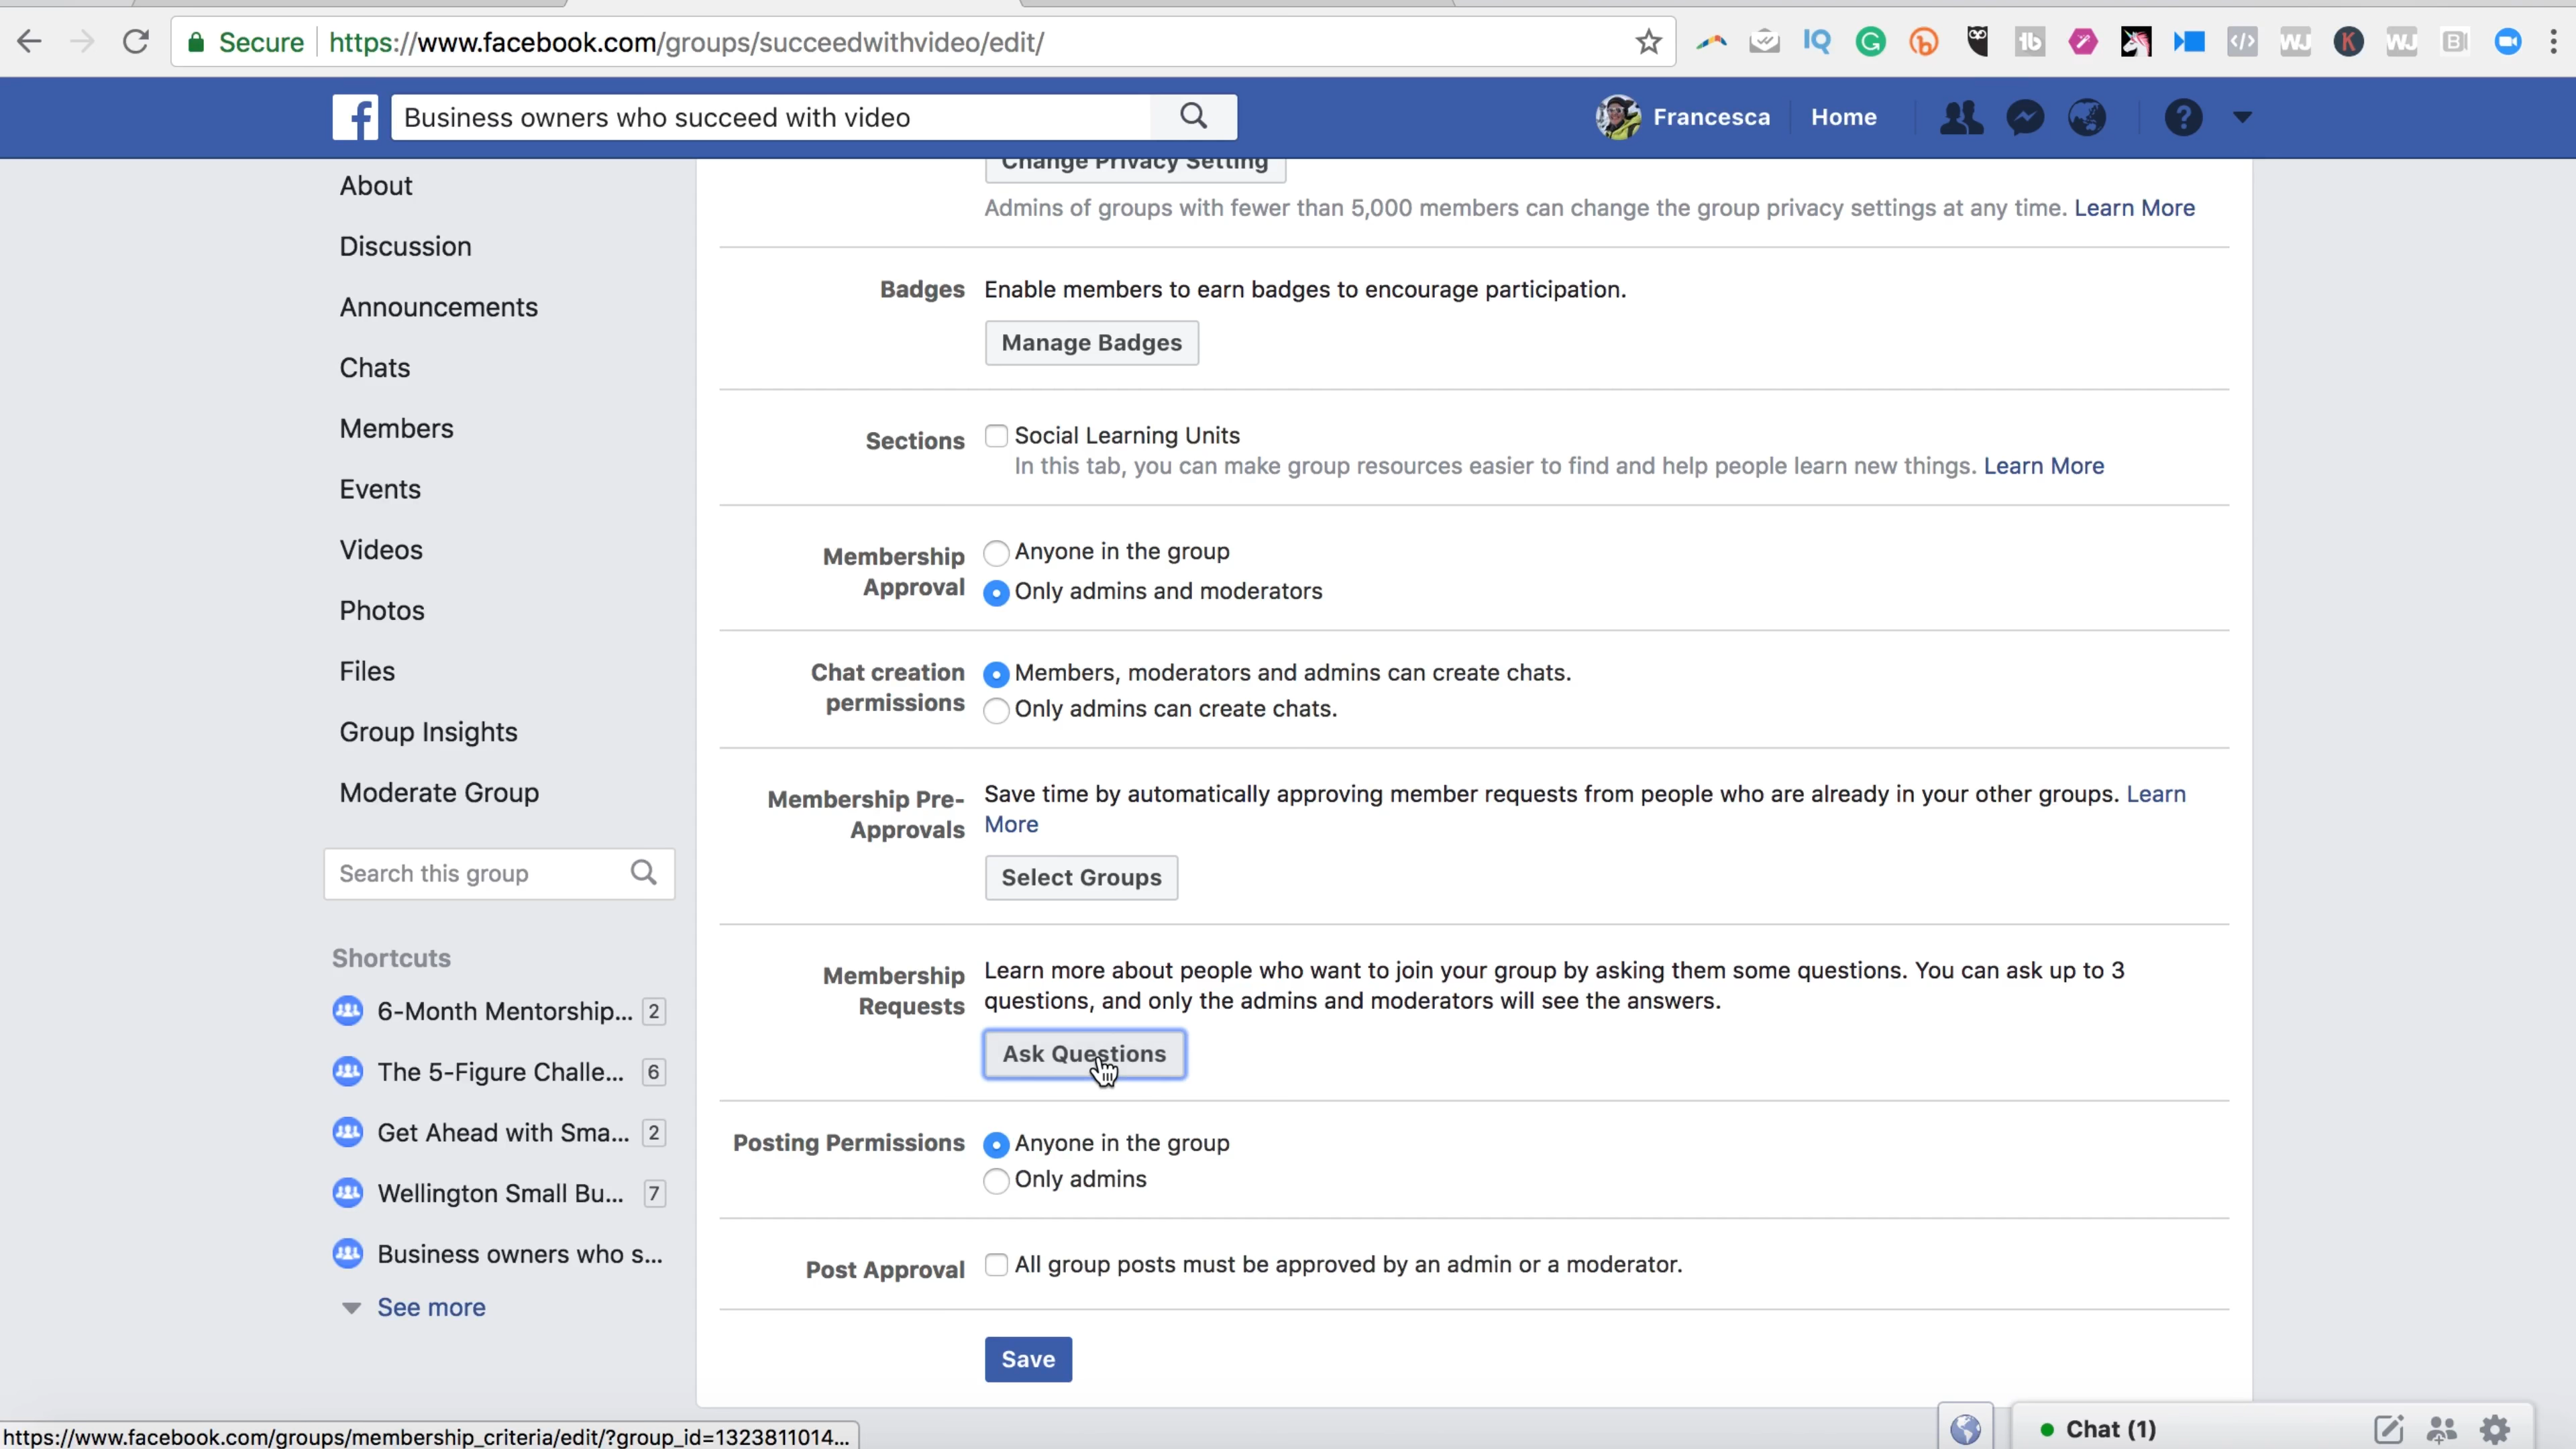 Secure
https://www.facebook.com/groups/succeedwithvideo/edit/
Business owners who succeed with video
Francesca
Home
About
Discussion
Announcements
Chats
Members
Events
Videos
Photos
Files
Group Insights
Moderate Group
Search this group
Shortcuts
6-Month Mentorship... 2
The 5-Figure Challe... 6
Get Ahead with Sma... 2
Wellington Small Bu... 7
Business owners who s...
See more
Change Privacy Setting
Admins of groups with fewer than 5,000 members can change the group privacy settings at any time. Learn More
Badges
Enable members to earn badges to encourage participation.
Manage Badges
Sections
Social Learning Units
In this tab, you can make group resources easier to find and help people learn new things. Learn More
Membership
Approval
Anyone in the group
Only admins and moderators
Chat creation
permissions
Members, moderators and admins can create chats.
Only admins can create chats.
Membership Pre-
Approvals
Save time by automatically approving member requests from people who are already in your other groups. Learn
More
Select Groups
Membership
Requests
Learn more about people who want to join your group by asking them some questions. You can ask up to 3
questions, and only the admins and moderators will see the answers.
Ask Questions
Posting Permissions
Anyone in the group
Only admins
Post Approval
All group posts must be approved by an admin or a moderator.
Save
https://www.facebook.com/groups/membership_criteria/edit/?group_id=1323811014...
Chat (1)